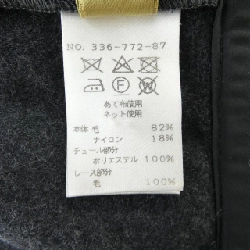 NO. 336-772-87
F
あて布使用
ネット使用
本体 毛 82%
ナイロン 18%
チュール部分
ポリエステル 100%
レース部分
毛 100%